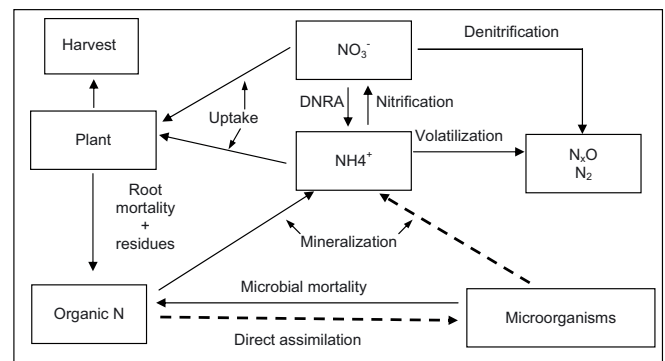 Harvest
NO₃⁻
Denitrification
DNRA
Nitrification
Uptake
Plant
Volatilization
NH4⁺
NₓO
N₂
Root
mortality
+
residues
Mineralization
Microbial mortality
Organic N
Microorganisms
Direct assimilation